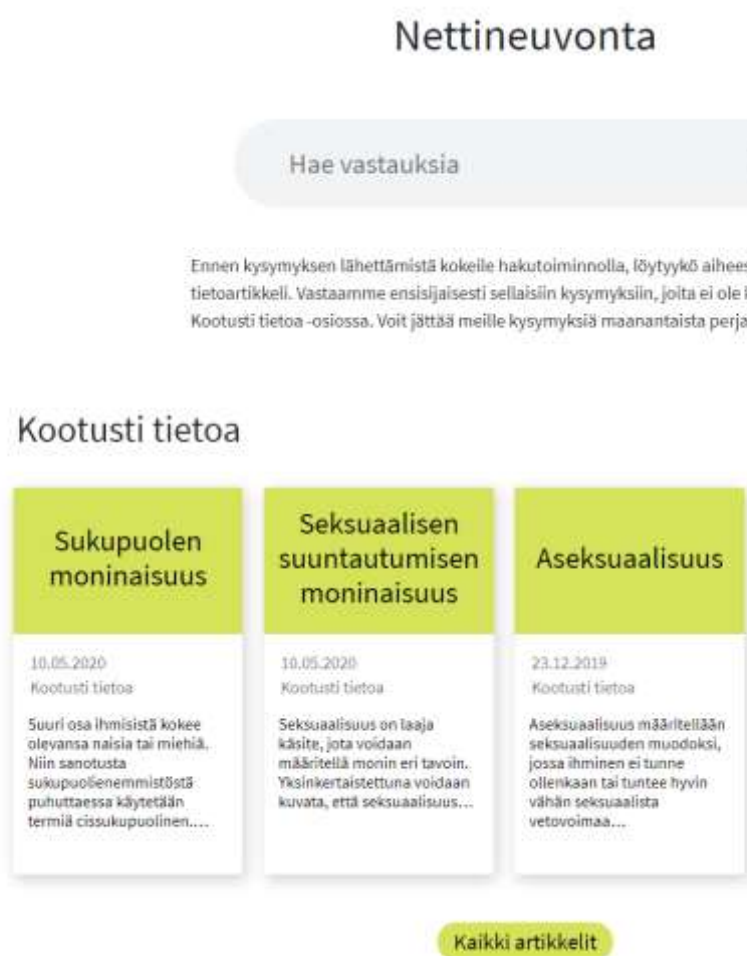 Nettineuvonta
Hae vastauksia
Ennen kysymyksen lähettämistä kokeile hakutoiminnolla, löytyykö
tietoartikkeli. Vastaamme ensisijaisesti sellaisiin kysymyksiin, joita ei ole
Kootusti tietoa -osiossa. Voit jättää meille kysymyksiä maanantaista
Kootusti tietoa
Sukupuolen
moninaisuus
10.05.2020
Kootusti tietoa
Suuri osa ihmisistä kokee
olevansa naisia tai miehiä.
Niin sanotusta
sukupuolienemmistöstä
puhuttaessa käytetään
termiä cissukupuolinen....
Seksuaalisen
suuntautumisen
moninaisuus
10.05.2020
Kootusti tietoa
Seksuaalisuus on laaja
käsite, jota voidaan
määritellä monin eri tavoin.
Yksinkertaistettuna voidaan
kuvata, että seksuaalisuus...
Aseksuaalisuus
23.12.2019
Kootusti tietoa
Aseksuaalisuus määritellään
seksuaalisuuden muodoksi,
jossa ihminen ei tunne
ollenkaan tai tuntee hyvin
vähän seksuaalista
vetovoimaa...
Kaikki artikkelit